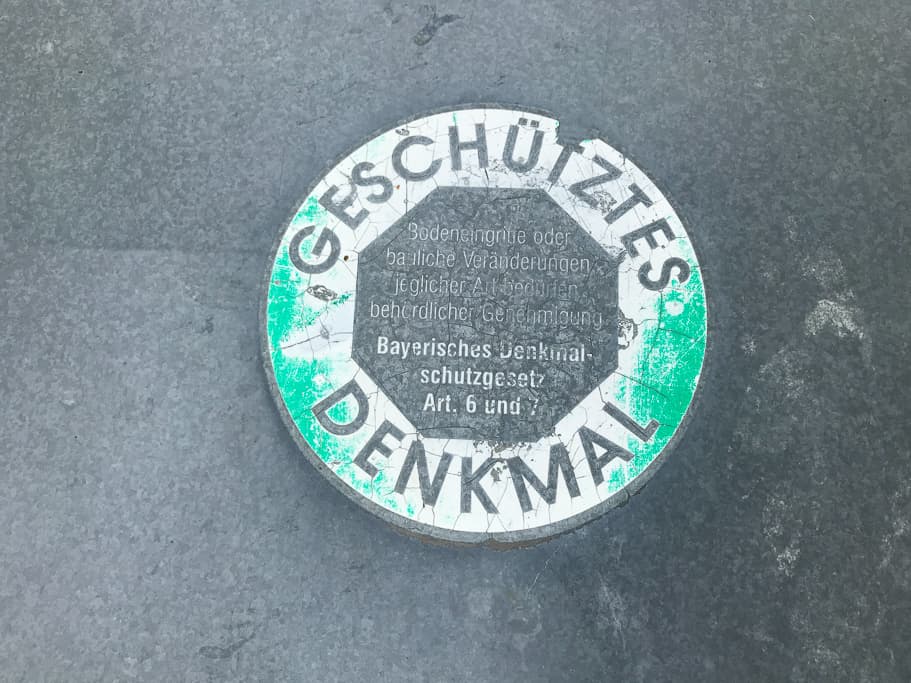 GESCHÜTZTES
Bodeneingriffe oder
bauliche Veränderungen
jeglicher Art bedürfen
behördlicher Genehmigung
Bayerisches Denkmal-
schutzgesetz
Art. 6 und 7
DENKMAL